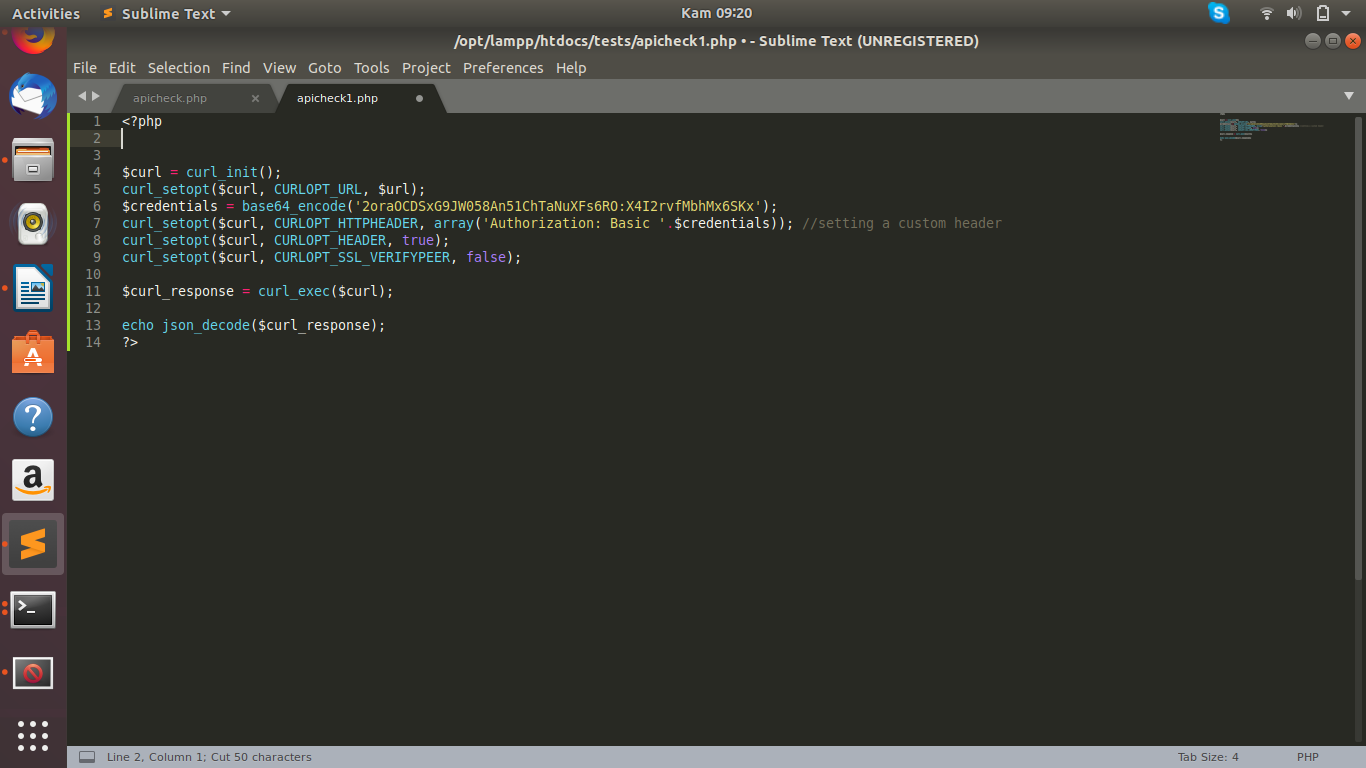 Activities
Sublime Text
Kam 09:20
/opt/lampp/htdocs/tests/apicheck1.php • - Sublime Text (UNREGISTERED)
File Edit Selection Find View Goto Tools Project Preferences Help
apicheck.php
apicheck1.php
1 <?php
2
3
4 $curl = curl_init();
5 curl_setopt($curl, CURLOPT_URL, $url);
6 $credentials = base64_encode('2oraOCDSxG9JW058An51ChTaNuXFs6RO:X4I2rvfMbhMx6SKx');
7 curl_setopt($curl, CURLOPT_HTTPHEADER, array('Authorization: Basic '.$credentials)); //setting a custom header
8 curl_setopt($curl, CURLOPT_HEADER, true);
9 curl_setopt($curl, CURLOPT_SSL_VERIFYPEER, false);
10
11 $curl_response = curl_exec($curl);
12
13 echo json_decode($curl_response);
14 ?>
Line 2, Column 1; Cut 50 characters
Tab Size: 4
PHP